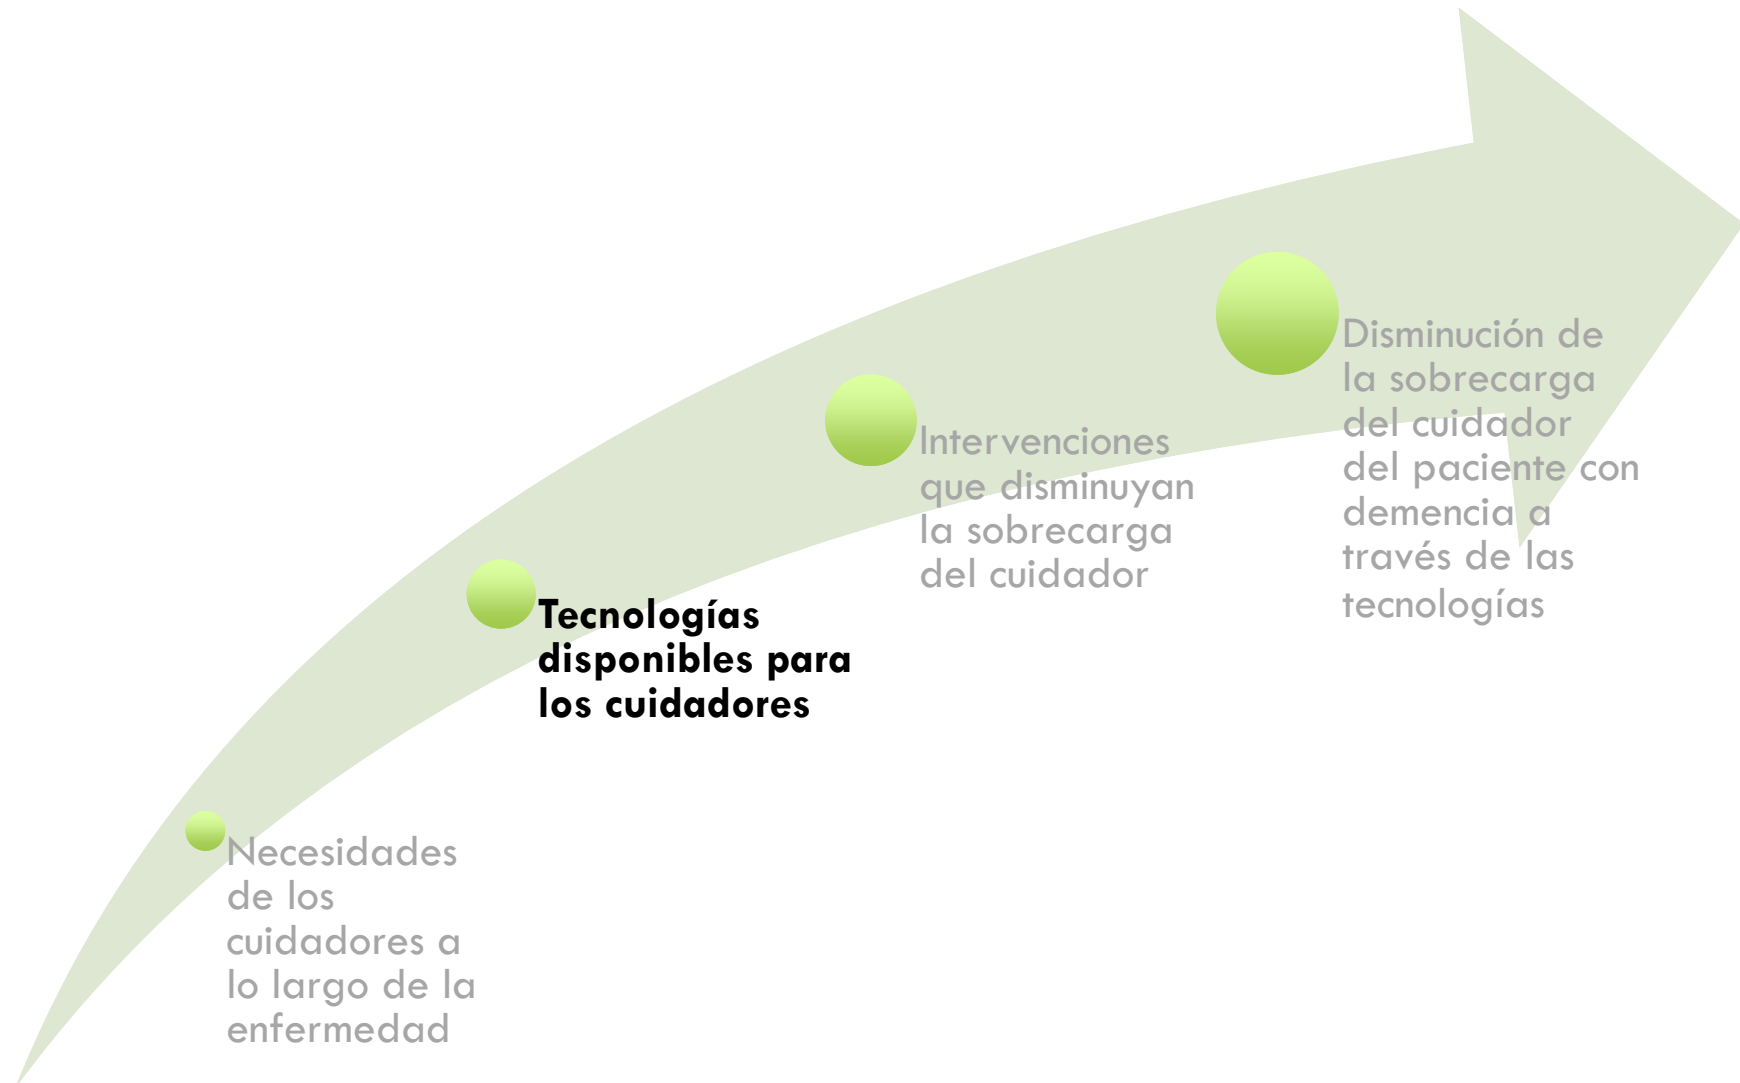 Necesidades
de los
cuidadores a
lo largo de la
enfermedad
Tecnologías
disponibles para
los cuidadores
Intervenciones
que disminuyan
la sobrecarga
del cuidador
Disminución de
la sobrecarga
del cuidador
del paciente con
demencia a
través de las
tecnologías